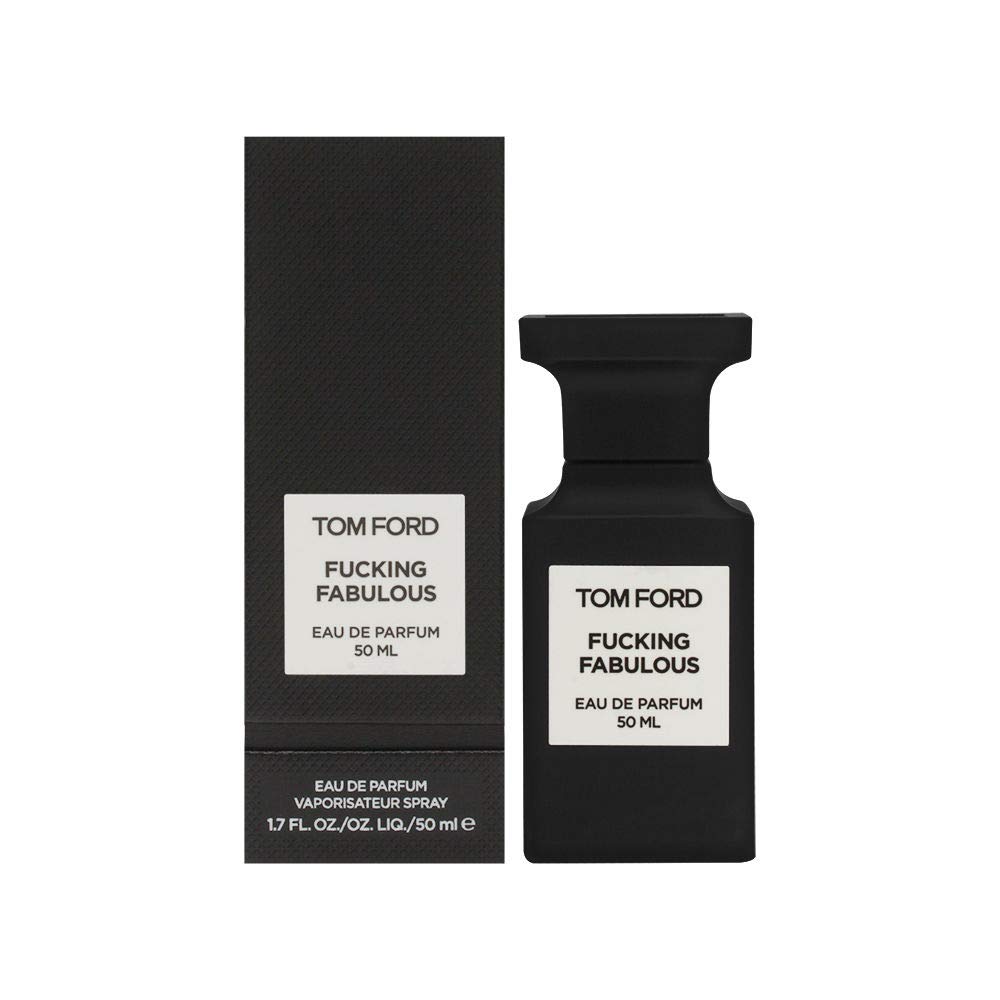 TOM FORD
FUCKING
FABULOUS
EAU DE PARFUM
50 ML
EAU DE PARFUM
VAPORISATEUR SPRAY
1.7 FL. OZ./OZ. LIQ./50 ml ℮
TOM FORD
FUCKING
FABULOUS
EAU DE PARFUM
50 ML